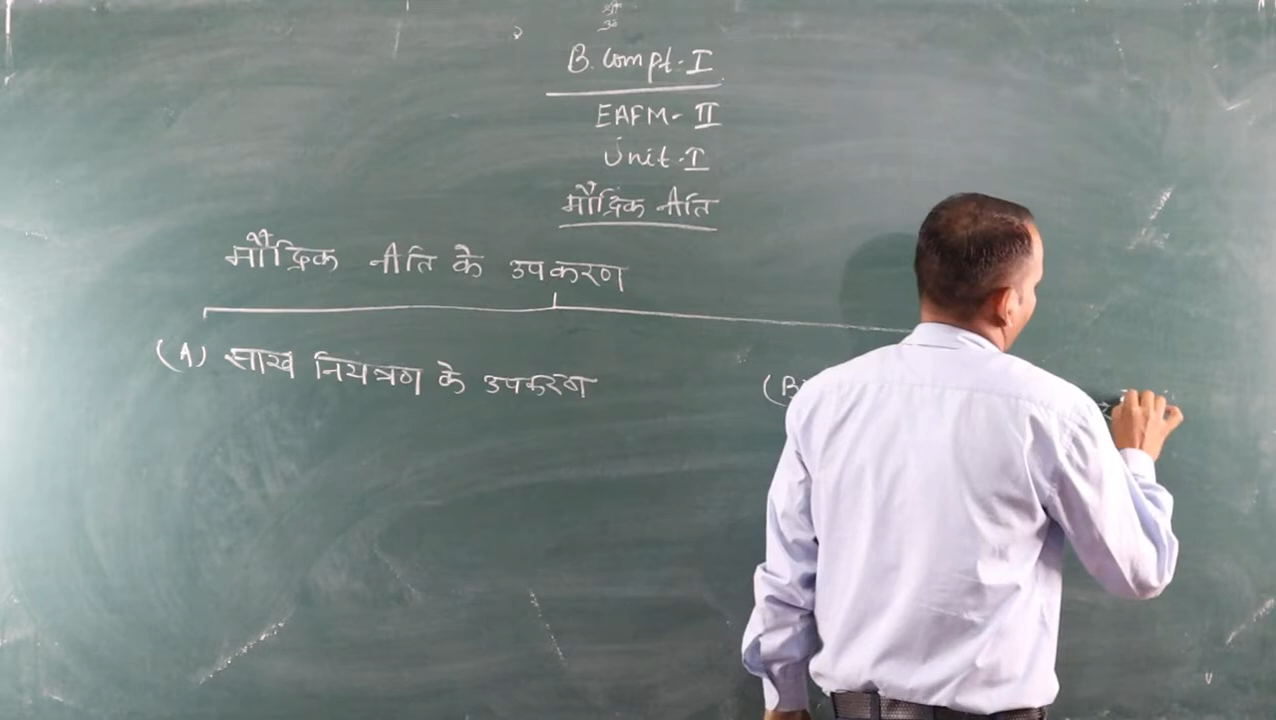 श्री
B. Compt-I
EAFM-II
Unit-I
मौद्रिक नीति
मौद्रिक नीति के उपकरण
(A) साख नियंत्रण के उपकरण
(B)